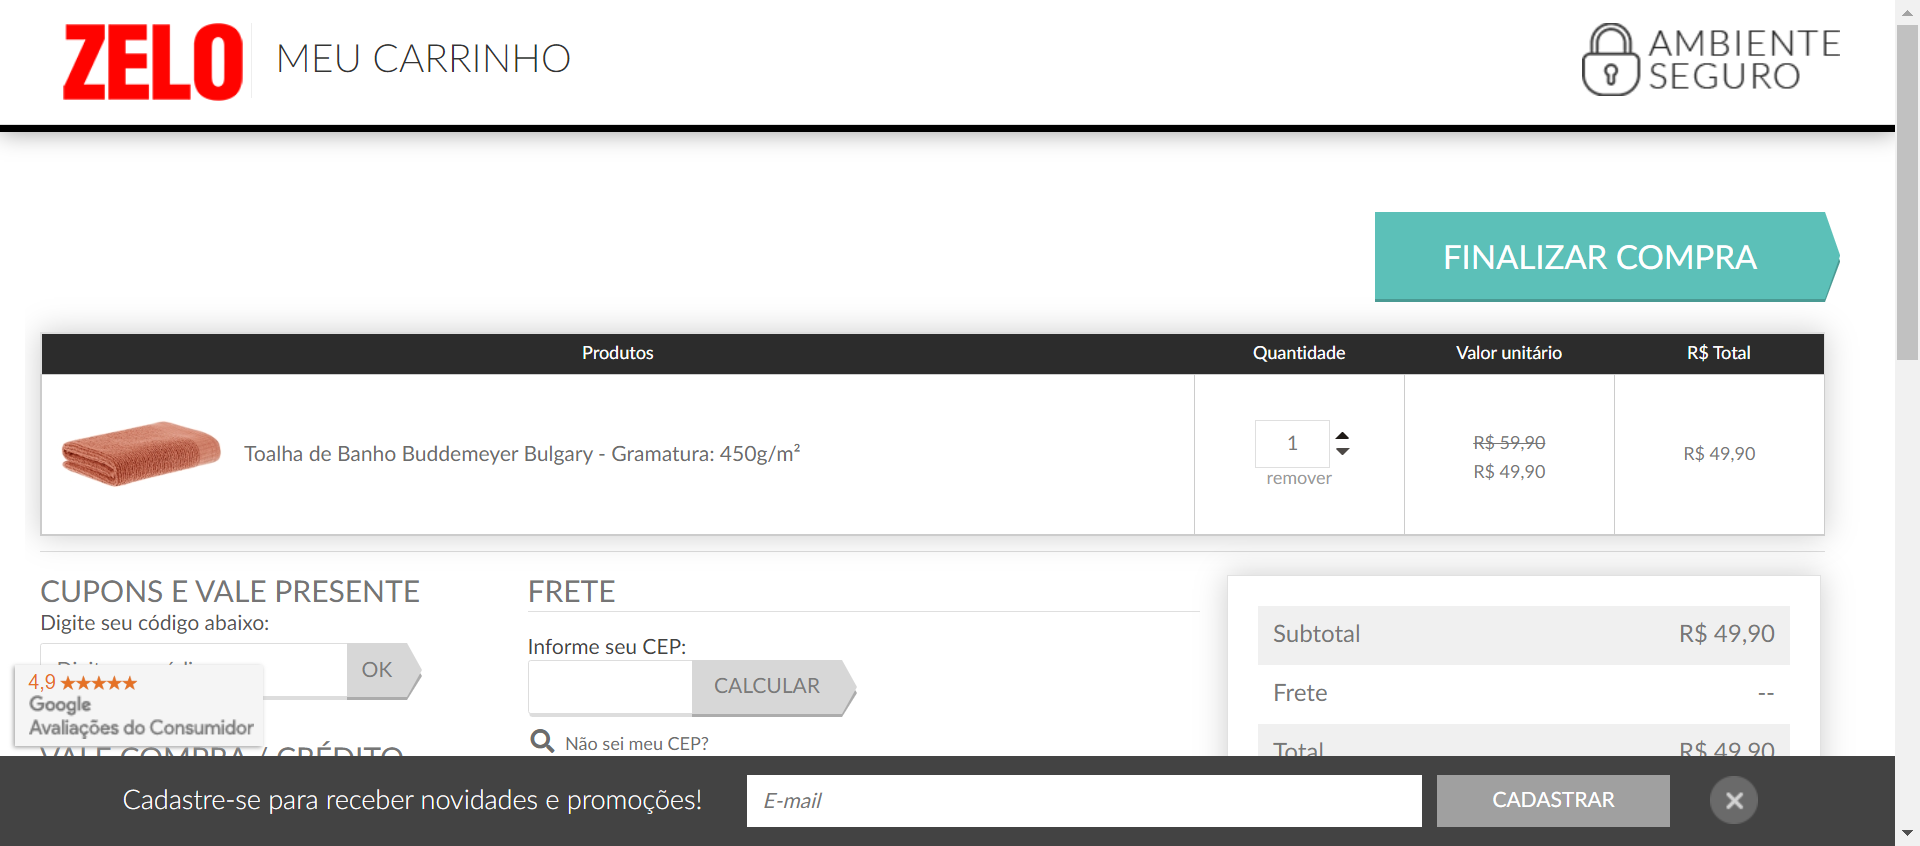 ZELO
MEU CARRINHO
AMBIENTE
SEGURO
FINALIZAR COMPRA
Produtos
Quantidade
Valor unitário
R$ Total
Toalha de Banho Buddemeyer Bulgary - Gramatura: 450g/m²
1
remover
R$ 59,90
R$ 49,90
R$ 49,90
CUPONS E VALE PRESENTE
Digite seu código abaixo:
OK
4,9 ★★★★★
Google
Avaliações do Consumidor
VALE COMPRA / CRÉDITO
FRETE
Informe seu CEP:
CALCULAR
Não sei meu CEP?
Subtotal R$ 49,90
Frete --
Total R$ 49,90
Cadastre-se para receber novidades e promoções!
E-mail
CADASTRAR